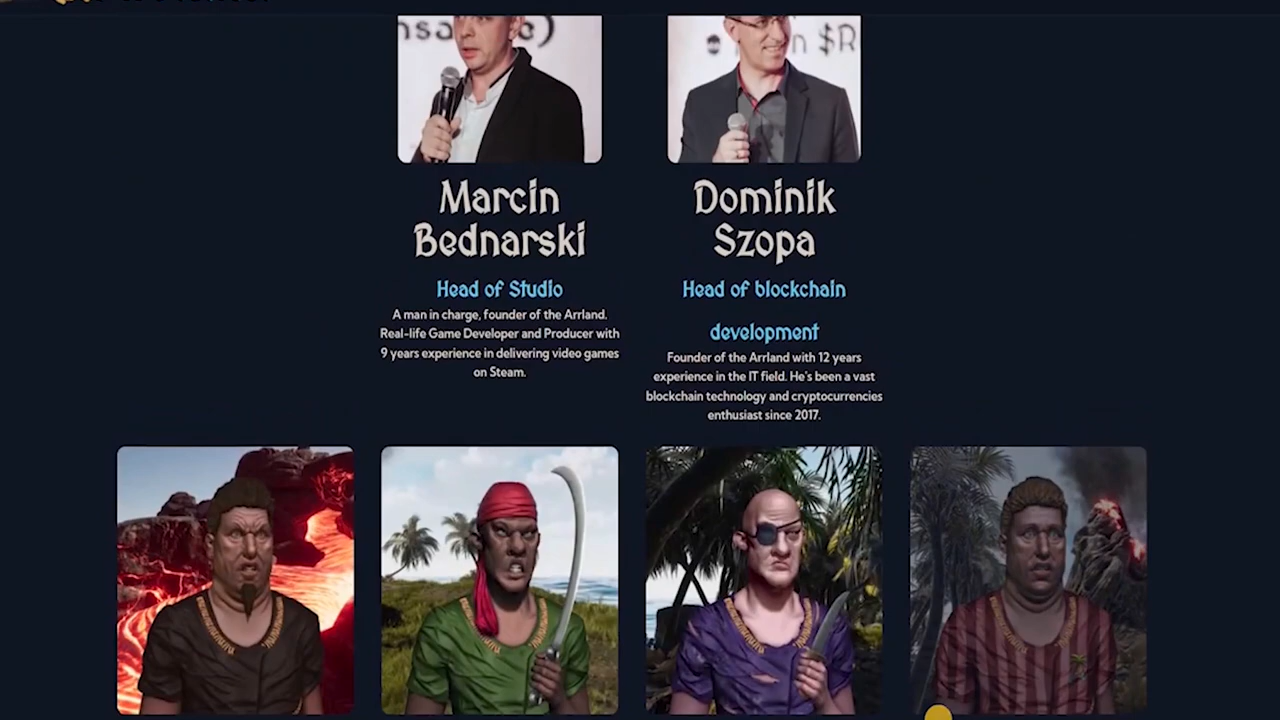 Marcin
Bednarski
Head of Studio
A man in charge, founder of the Arrland.
Real-life Game Developer and Producer with
9 years experience in delivering video games
on Steam.
Dominik
Szopa
Head of blockchain
development
Founder of the Arrland with 12 years
experience in the IT field. He's been a vast
blockchain technology and cryptocurrencies
enthusiast since 2017.